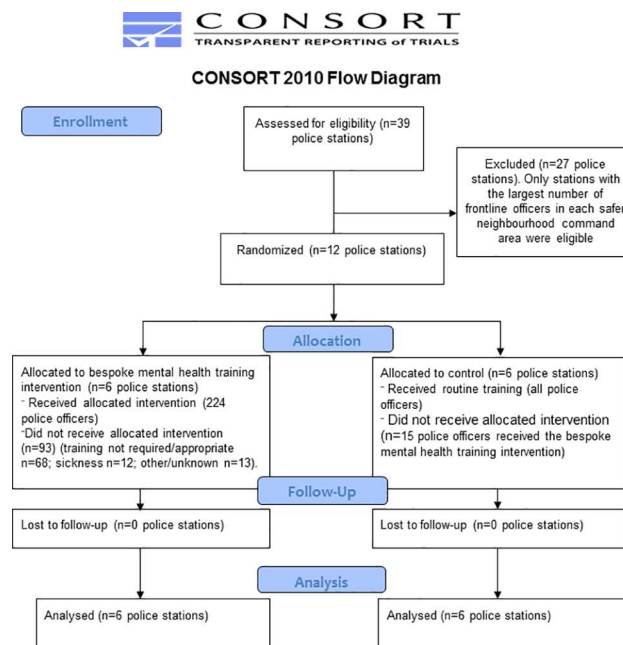 CONSORT
TRANSPARENT REPORTING of TRIALS
CONSORT 2010 Flow Diagram
Enrollment
Assessed for eligibility (n=39
police stations)
Excluded (n=27 police
stations). Only stations with
the largest number of
frontline officers in each safer
neighbourhood command
area were eligible
Randomized (n=12 police stations)
Allocation
Allocated to bespoke mental health training
intervention (n=6 police stations)
- Received allocated intervention (224
police officers)
-Did not receive allocated intervention
(n=93) (training not required/appropriate
n=68; sickness n=12; other/unknown n=13).
Allocated to control (n=6 police stations)
- Received routine training (all police
officers)
- Did not receive allocated intervention
(n=15 police officers received the bespoke
mental health training intervention)
Follow-Up
Lost to follow-up (n=0 police stations)
Lost to follow-up (n=0 police stations)
Analysis
Analysed (n=6 police stations)
Analysed (n=6 police stations)